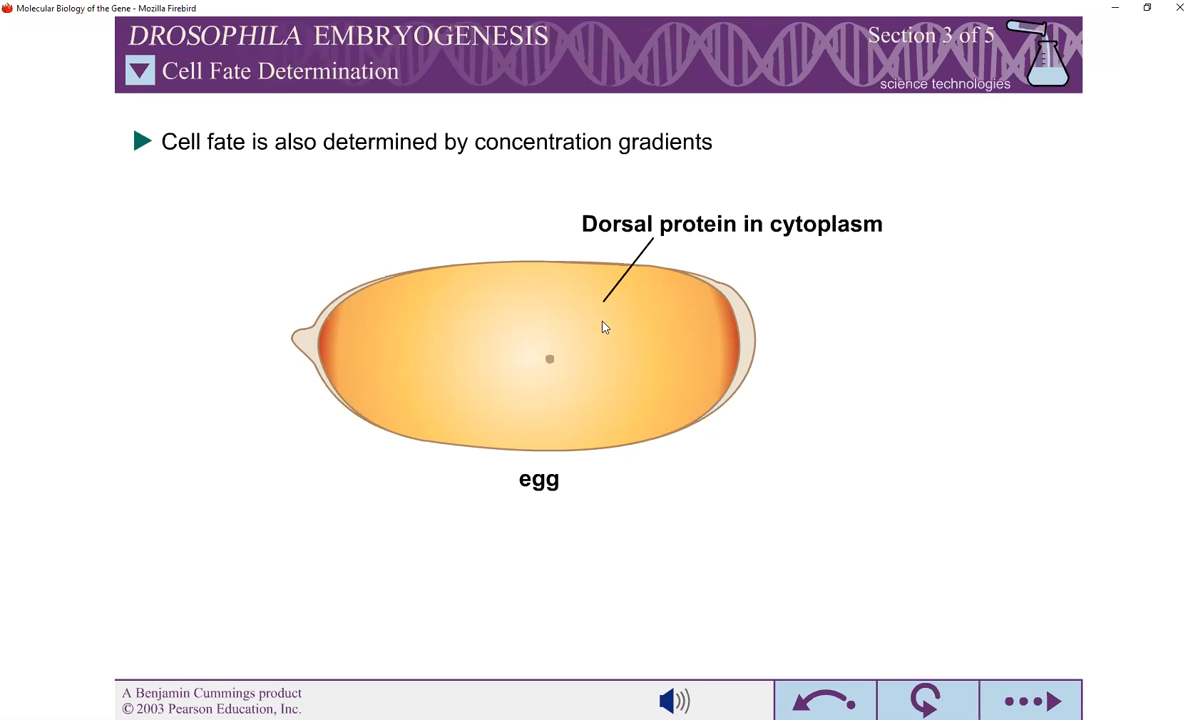 Molecular Biology of the Gene - Mozilla Firebird
DROSOPHILA EMBRYOGENESIS
Section 3 of 5
Cell Fate Determination
science technologies
Cell fate is also determined by concentration gradients
Dorsal protein in cytoplasm
egg
A Benjamin Cummings product
© 2003 Pearson Education, Inc.